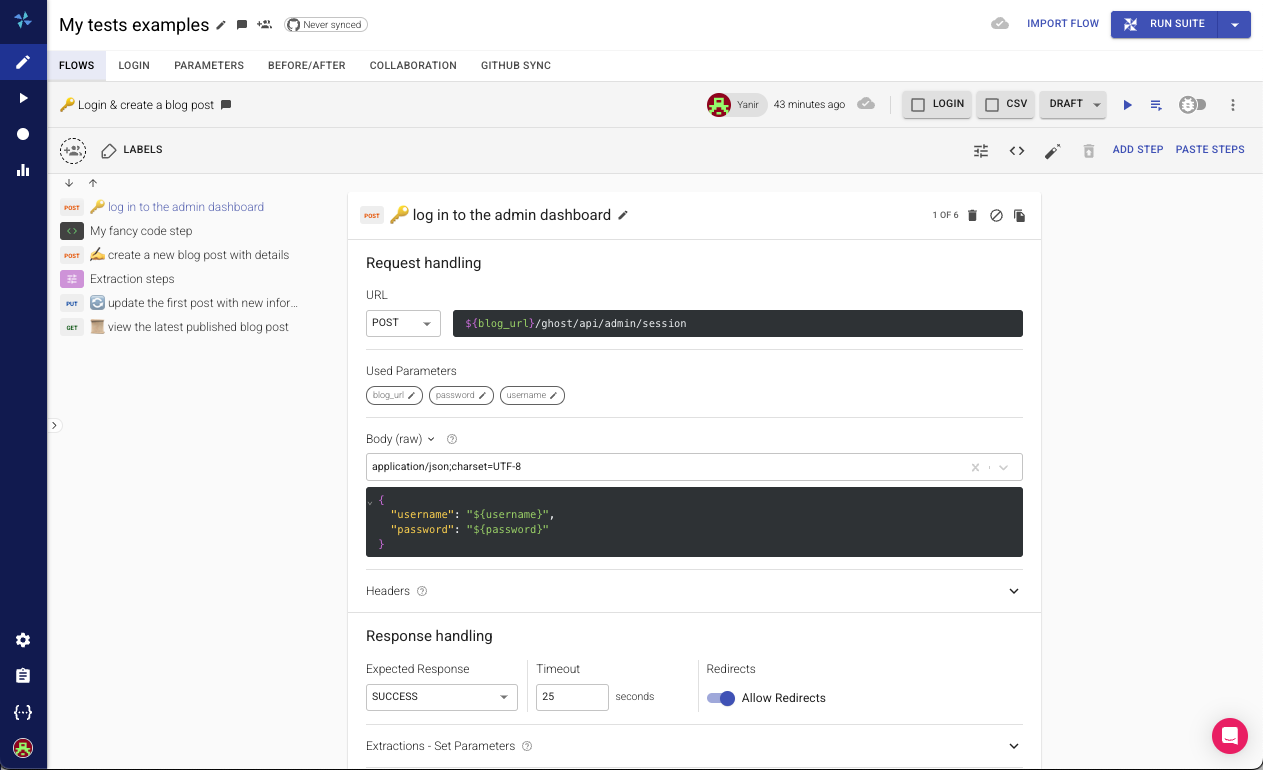 My tests examples
Never synced
IMPORT FLOW
RUN SUITE
FLOWS
LOGIN
PARAMETERS
BEFORE/AFTER
COLLABORATION
GITHUB SYNC
Login & create a blog post
Yanir
43 minutes ago
LOGIN
CSV
DRAFT
LABELS
ADD STEP
PASTE STEPS
POST log in to the admin dashboard
My fancy code step
POST create a new blog post with details
Extraction steps
PUT update the first post with new infor...
GET view the latest published blog post
POST log in to the admin dashboard
1 OF 6
Request handling
URL
POST
${blog_url}/ghost/api/admin/session
Used Parameters
blog_url
password
username
Body (raw)
application/json;charset=UTF-8
{
"username": "${username}",
"password": "${password}"
}
Headers
Response handling
Expected Response
SUCCESS
Timeout
25
seconds
Redirects
Allow Redirects
Extractions - Set Parameters